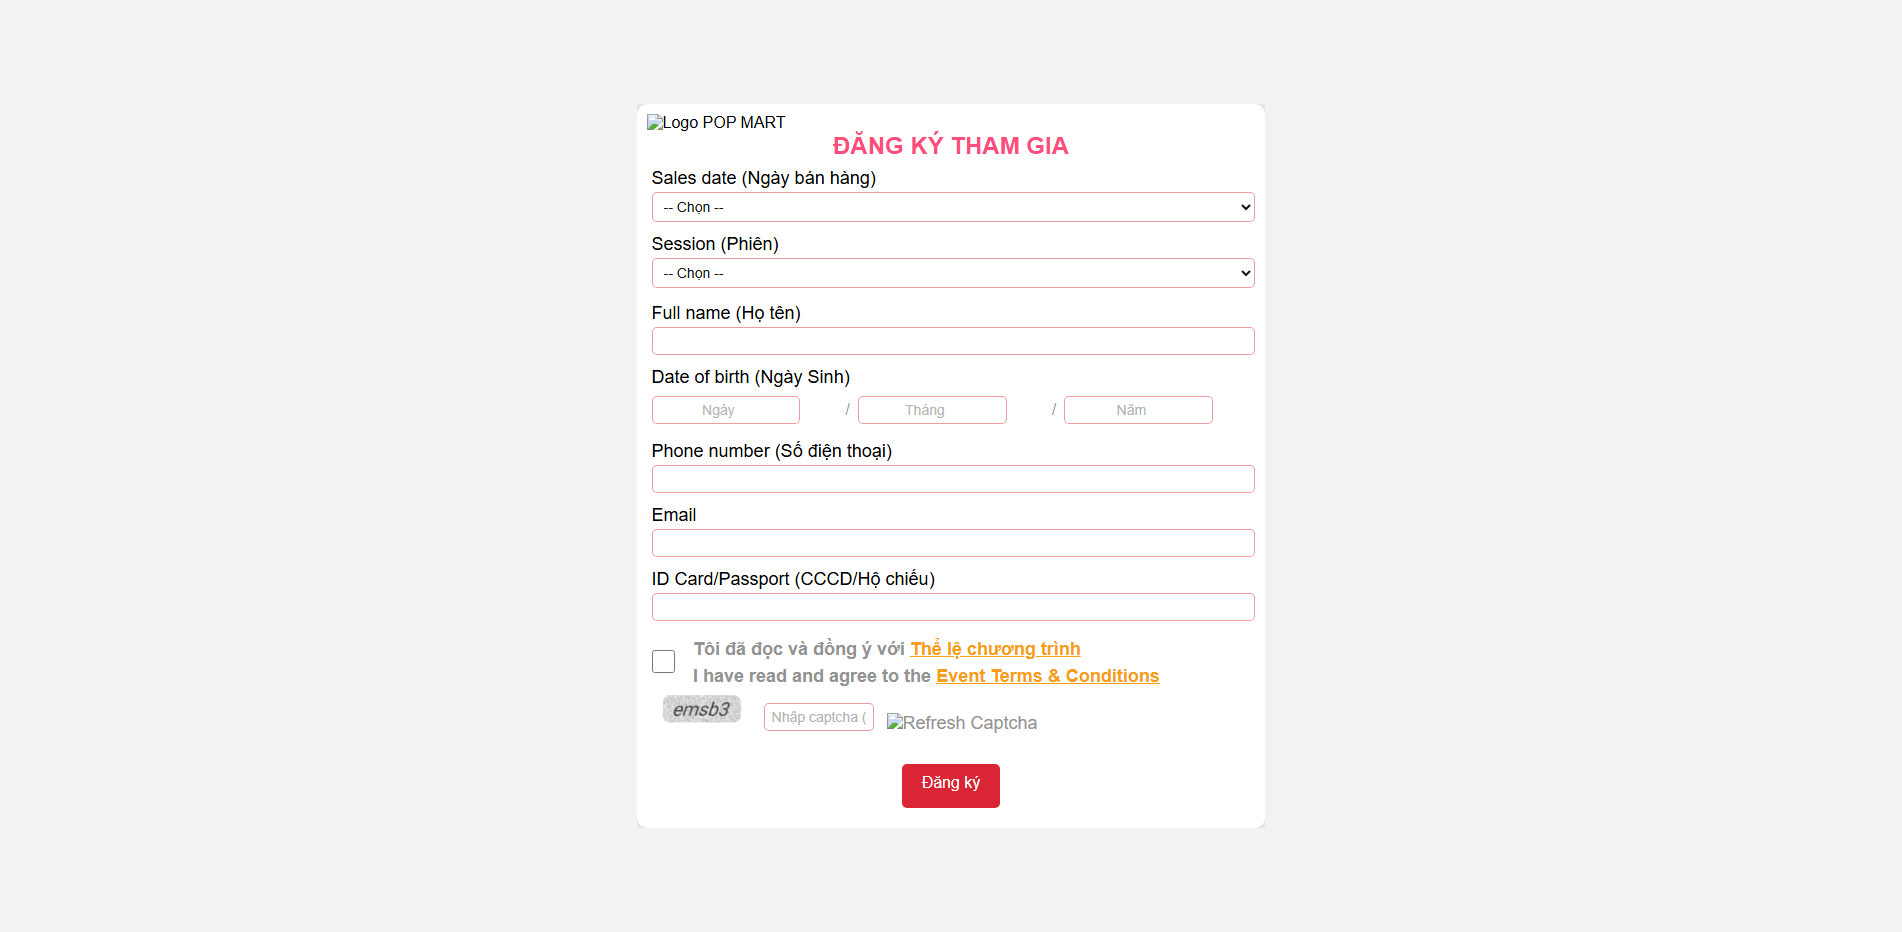 Logo POP MART
ĐĂNG KÝ THAM GIA
Sales date (Ngày bán hàng)
-- Chọn --
Session (Phiên)
-- Chọn --
Full name (Họ tên)
Date of birth (Ngày Sinh)
Ngày / Tháng / Năm
Phone number (Số điện thoại)
Email
ID Card/Passport (CCCD/Hộ chiếu)
Tôi đã đọc và đồng ý với Thể lệ chương trình
I have read and agree to the Event Terms & Conditions
emsb3 Nhập captcha ( Refresh Captcha
Đăng ký